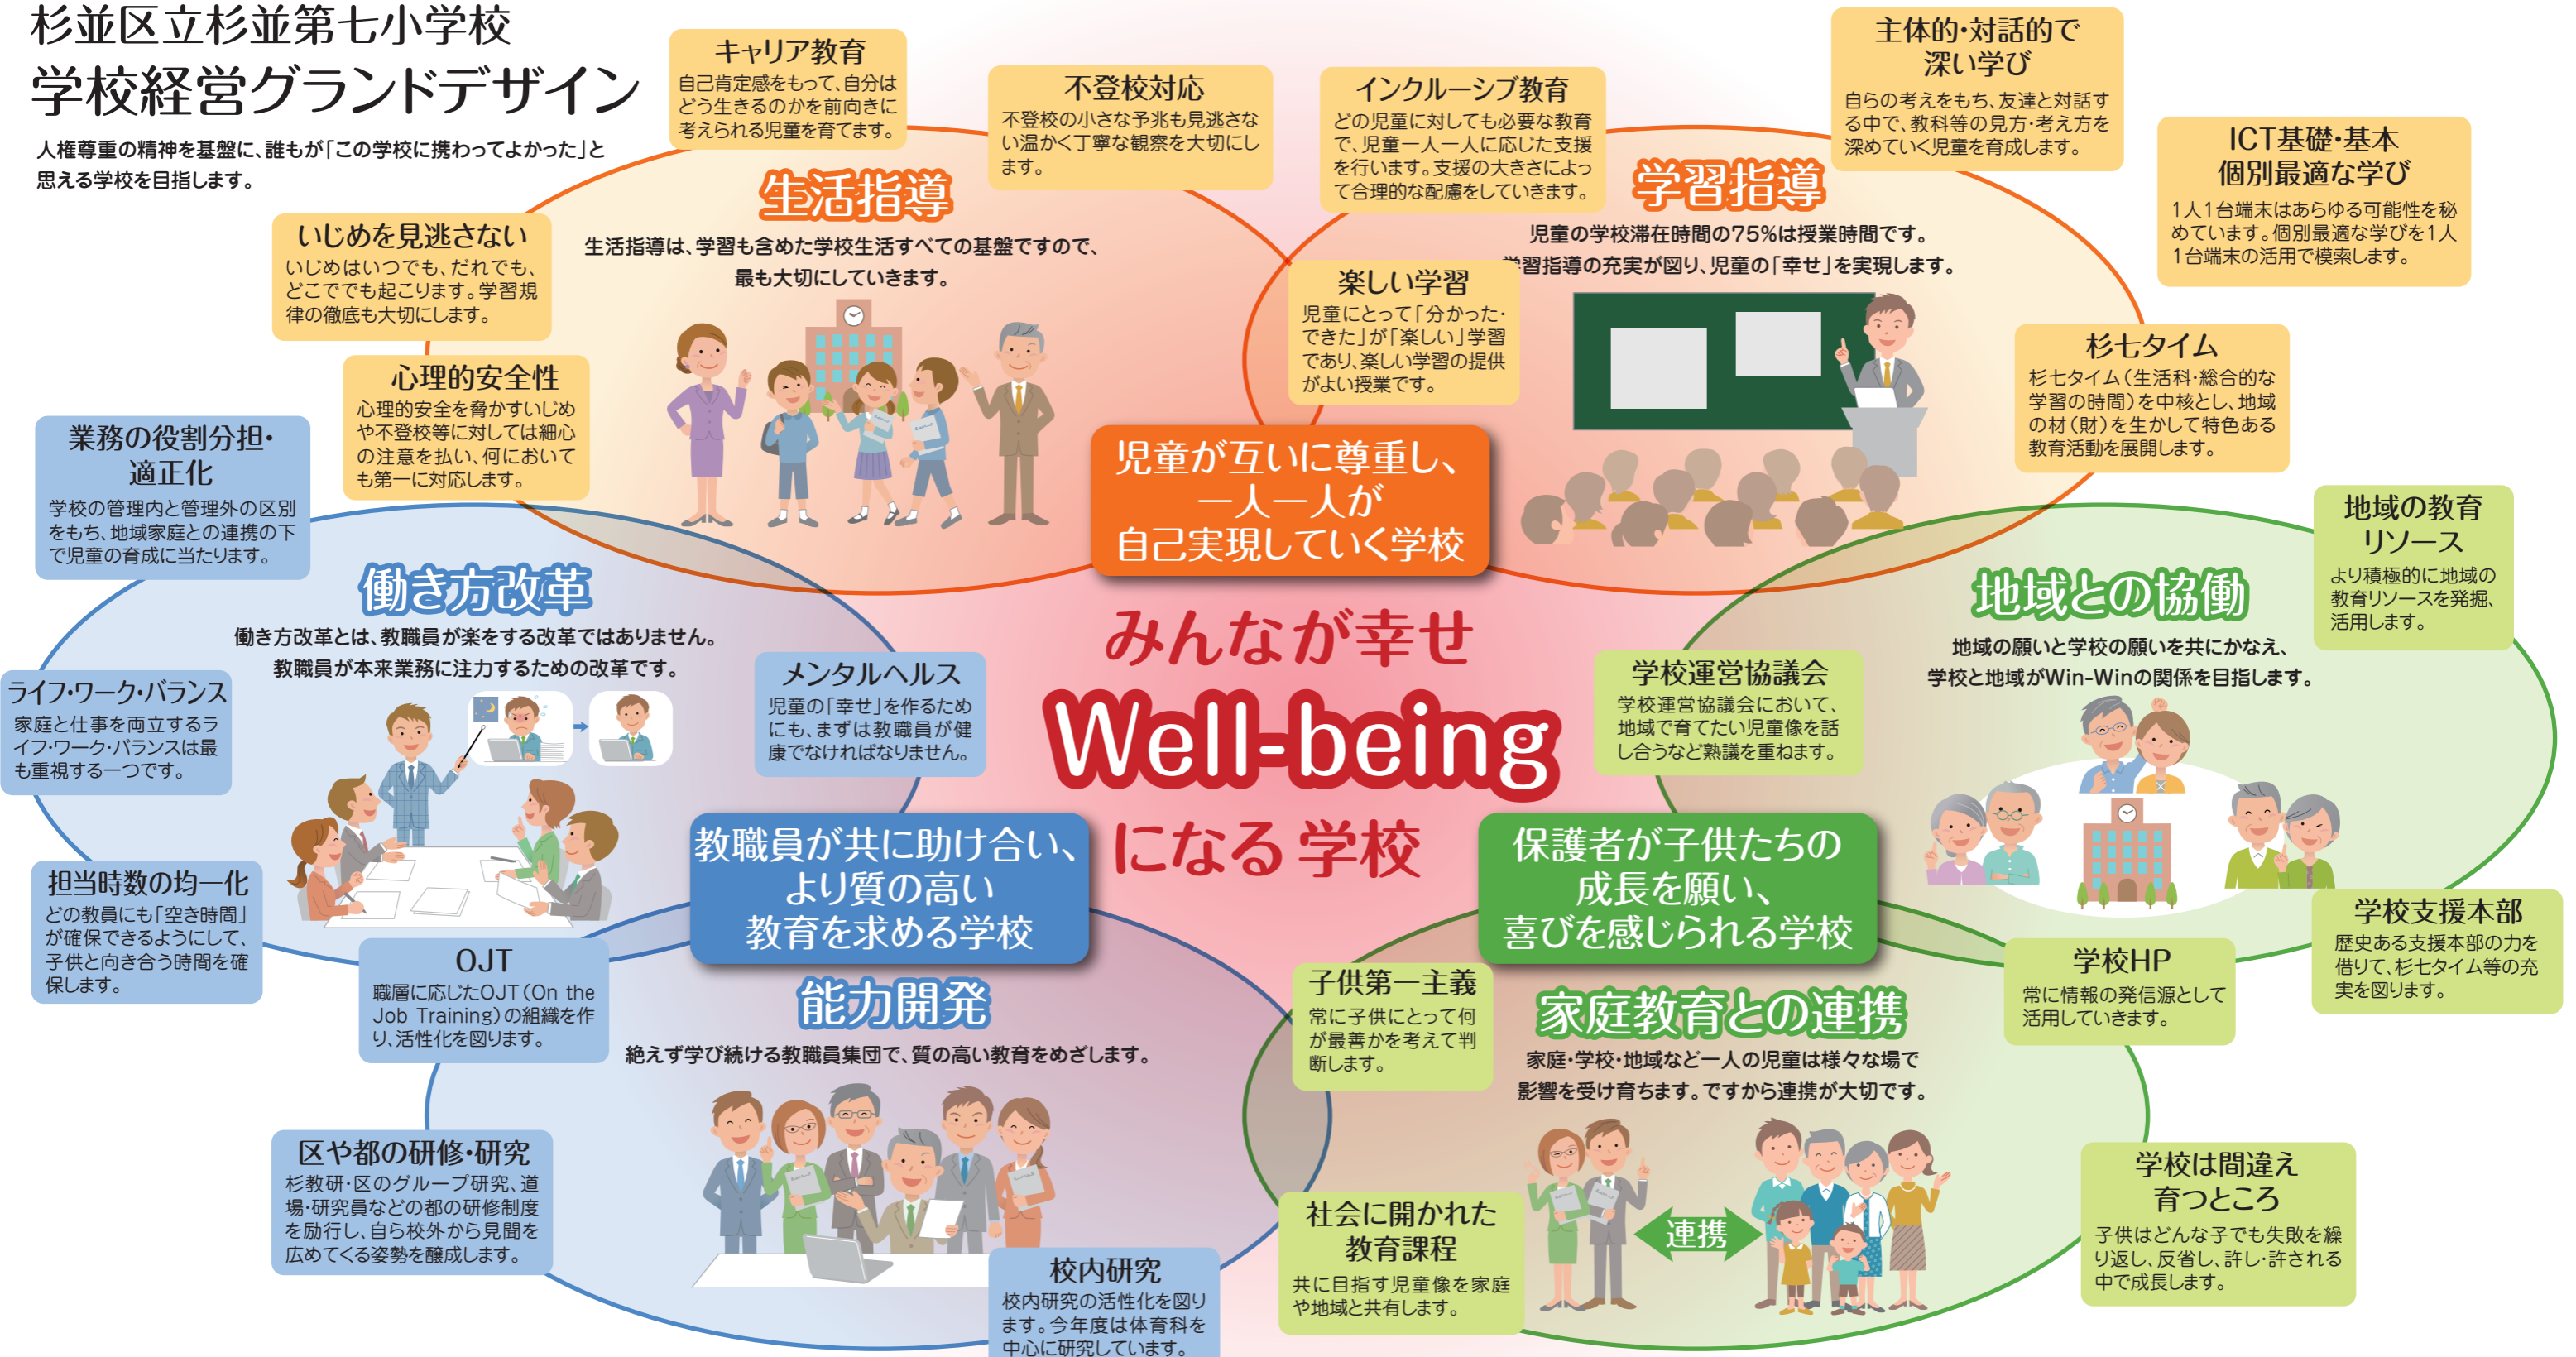 杉並区立杉並第七小学校
学校経営グランドデザイン
人権尊重の精神を基盤に、誰もが「この学校に携わってよかった」と
思える学校を目指します。
キャリア教育
自己肯定感をもって、自分は
どう生きるのかを前向きに
考えられる児童を育てます。
不登校対応
不登校の小さな予兆も見逃さな
い温かく丁寧な観察を大切にし
ます。
いじめを見逃さない
いじめはいつでも、だれでも、
どこででも起こります。学習規
律の徹底も大切にします。
心理的安全性
心理的安全を脅かすいじめ
や不登校等に対しては細心
の注意を払い、何において
も第一に対応します。
生活指導
生活指導は、学習も含めた学校生活すべての基盤ですので、
最も大切にしていきます。
インクルーシブ教育
どの児童に対しても必要な教育
で、児童一人一人に応じた支援
を行います。支援の大きさによっ
て合理的な配慮をしていきます。
主体的・対話的で
深い学び
自らの考えをもち、友達と対話す
る中で、教科等の見方・考え方を
深めていく児童を育成します。
ICT基礎・基本
個別最適な学び
1人1台端末はあらゆる可能性を秘
めています。個別最適な学びを1人
1台端末の活用で模索します。
学習指導
児童の学校滞在時間の75%は授業時間です。
学習指導の充実が図り、児童の「幸せ」を実現します。
楽しい学習
児童にとって「分かった・
できた」が「楽しい」学習
であり、楽しい学習の提供
がよい授業です。
杉七タイム
杉七タイム（生活科・総合的な
学習の時間）を中核とし、地域
の材（財）を生かして特色ある
教育活動を展開します。
児童が互いに尊重し、
一人一人が
自己実現していく学校
業務の役割分担・
適正化
学校の管理内と管理外の区別
をもち、地域家庭との連携の下
で児童の育成に当たります。
働き方改革
働き方改革とは、教職員が楽をする改革ではありません。
教職員が本来業務に注力するための改革です。
ライフ・ワーク・バランス
家庭と仕事を両立するラ
イフ・ワーク・バランスは最
も重視する一つです。
メンタルヘルス
児童の「幸せ」を作るため
にも、まずは教職員が健
康でなければなりません。
担当時数の均一化
どの教員にも「空き時間」
が確保できるようにして、
子供と向き合う時間を確
保します。
OJT
職層に応じたOJT（On the
Job Training）の組織を作
り、活性化を図ります。
みんなが幸せ
Well-being
になる 学校
教職員が共に助け合い、
より質の高い
教育を求める学校
保護者が子供たちの
成長を願い、
喜びを感じられる学校
地域との協働
地域の願いと学校の願いを共にかなえ、
学校と地域がWin-Winの関係を目指します。
地域の教育
リソース
より積極的に地域の
教育リソースを発掘、
活用します。
学校運営協議会
学校運営協議会において、
地域で育てたい児童像を話
し合うなど熟議を重ねます。
学校支援本部
歴史ある支援本部の力を
借りて、杉七タイム等の充
実を図ります。
学校HP
常に情報の発信源として
活用していきます。
能力開発
絶えず学び続ける教職員集団で、質の高い教育をめざします。
区や都の研修・研究
杉教研・区のグループ研究、道
場・研究員などの都の研修制度
を励行し、自ら校外から見聞を
広めてくる姿勢を醸成します。
校内研究
校内研究の活性化を図り
ます。今年度は体育科を
中心に研究しています。
子供第一主義
常に子供にとって何
が最善かを考えて判
断します。
家庭教育との連携
家庭・学校・地域など一人の児童は様々な場で
影響を受け育ちます。ですから連携が大切です。
社会に開かれた
教育課程
共に目指す児童像を家庭
や地域と共有します。
連携
学校は間違え
育つところ
子供はどんな子でも失敗を繰
り返し、反省し、許し・許される
中で成長します。